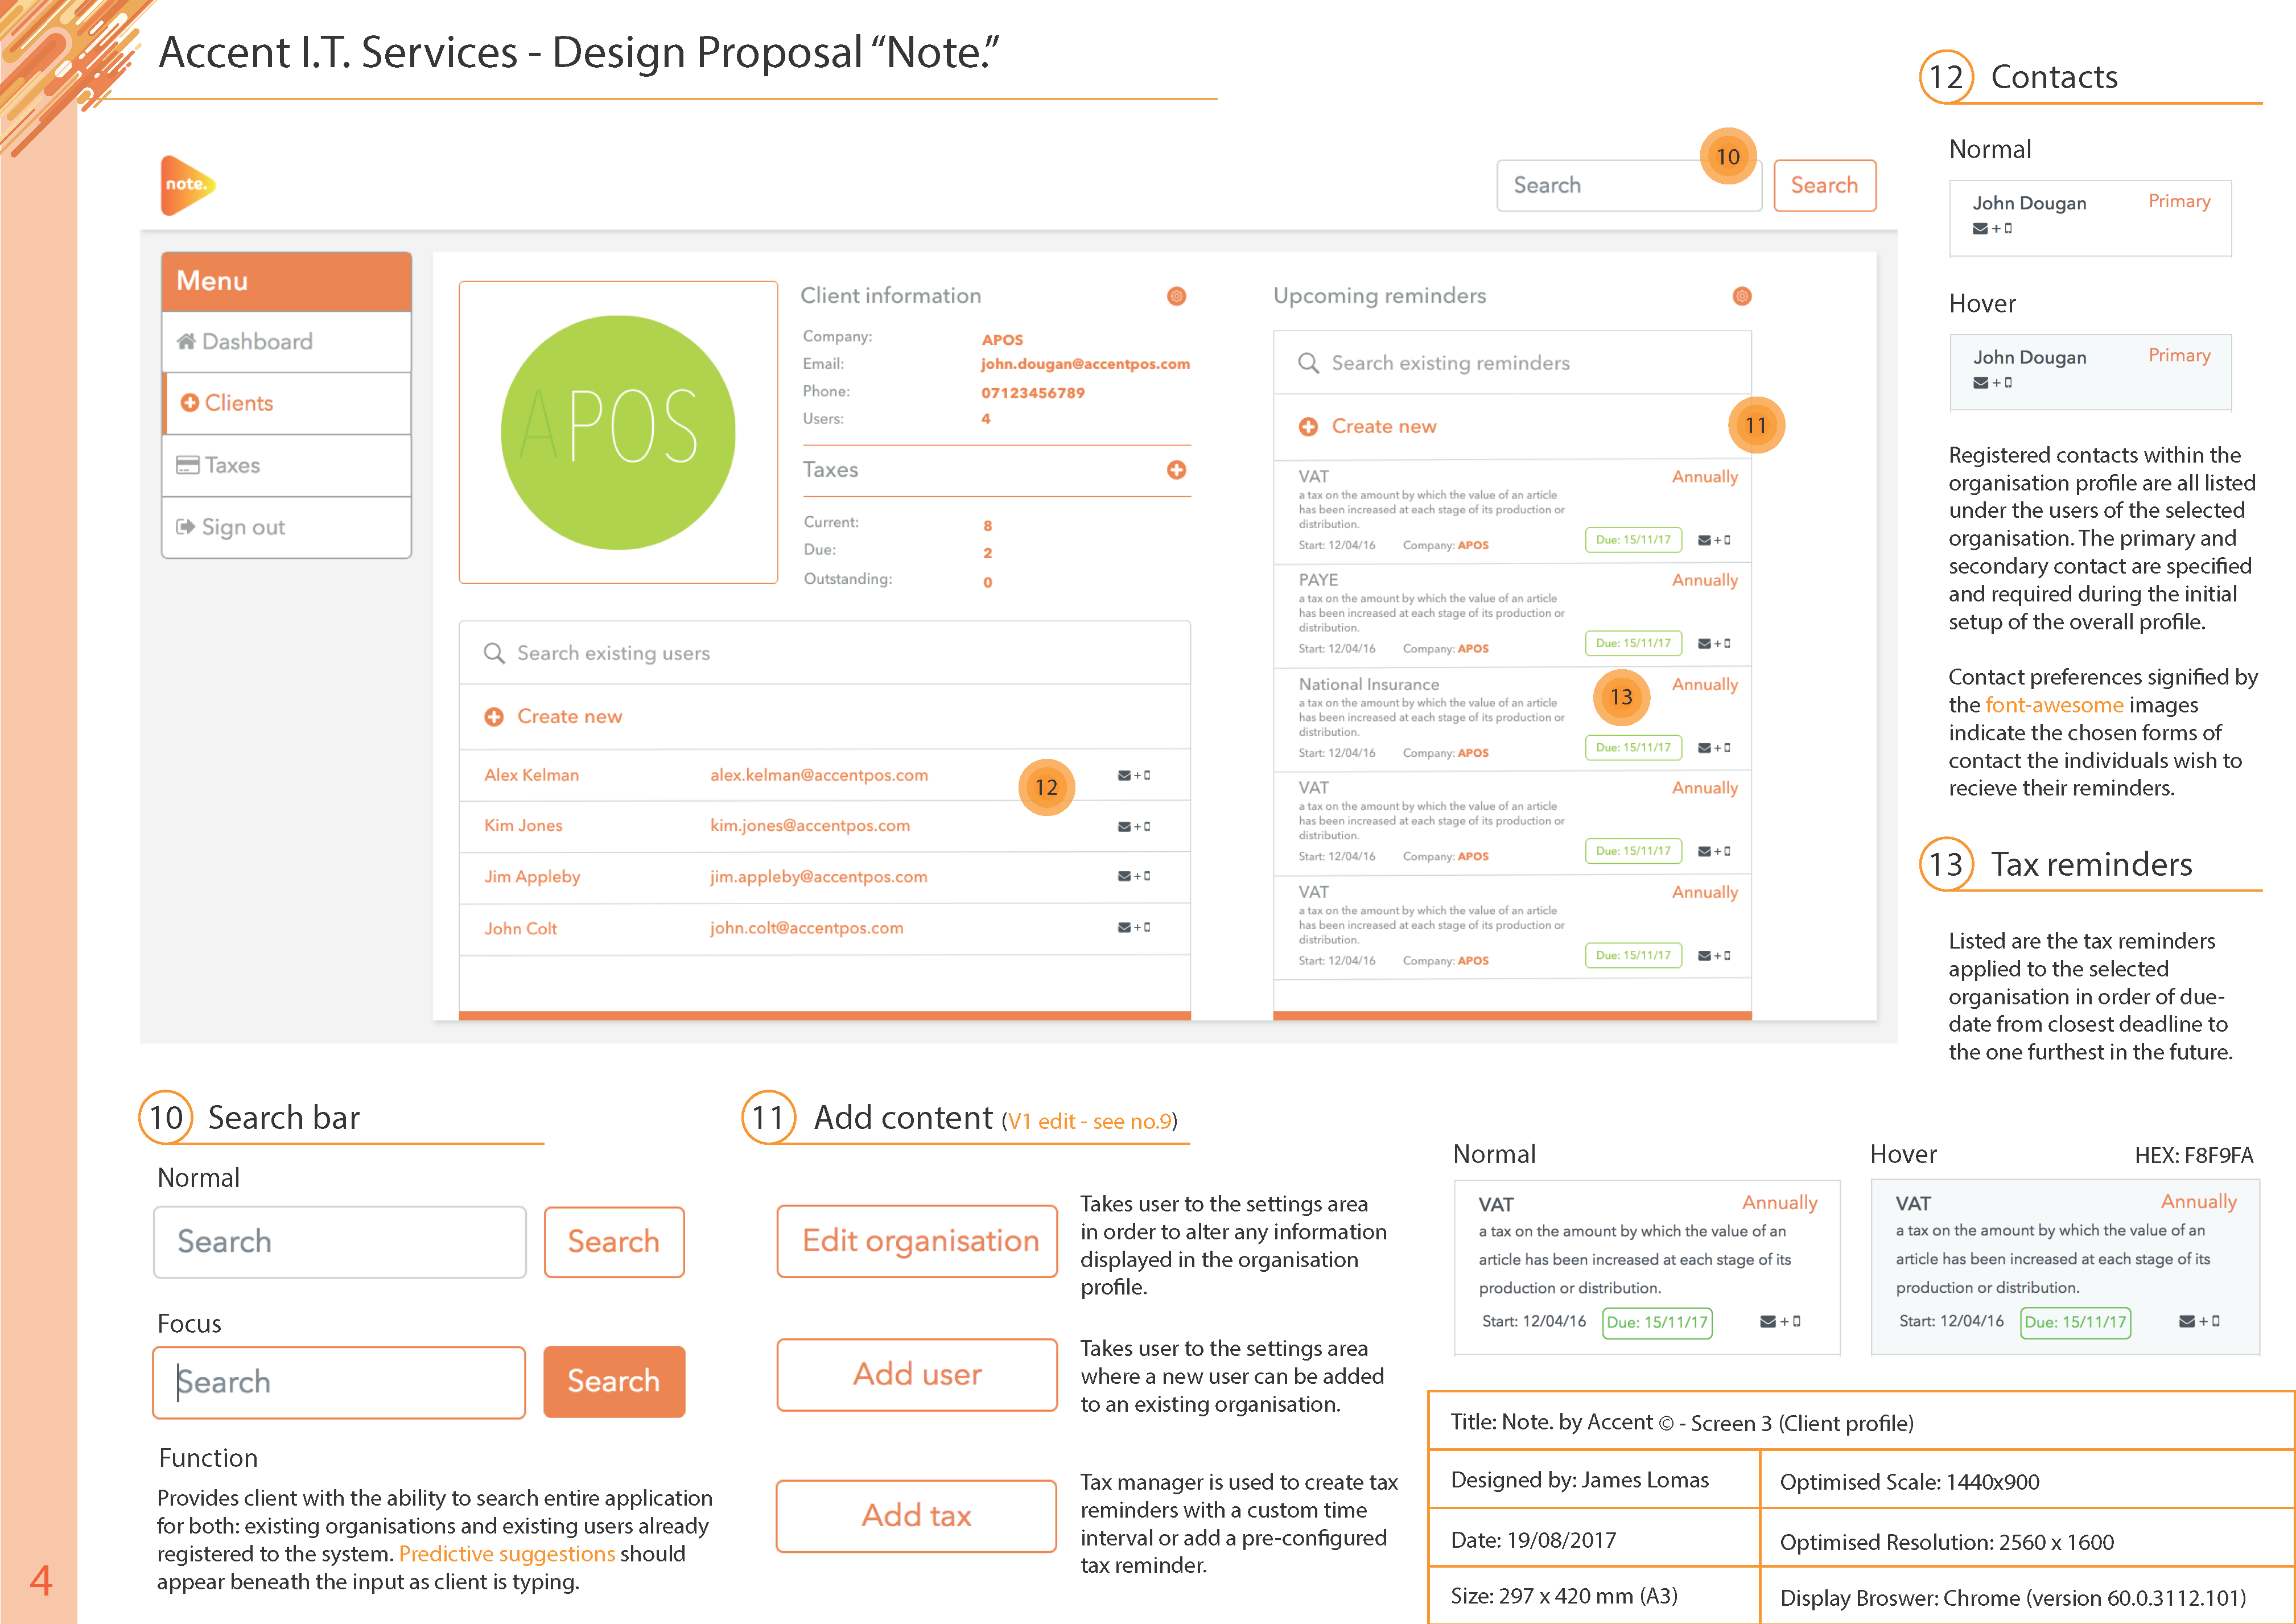 Accent I.T. Services - Design Proposal “Note.”
note.
Search
10
Search
Menu
Dashboard
Clients
Taxes
Sign out
APOS
Client information
Company: APOS
Email: john.dougan@accentpos.com
Phone: 07123456789
Users: 4
Taxes
Current: 8
Due: 2
Outstanding: 0
Search existing users
Create new
Alex Kelman alex.kelman@accentpos.com + 
12
Kim Jones kim.jones@accentpos.com +
Jim Appleby jim.appleby@accentpos.com +
John Colt john.colt@accentpos.com +
Upcoming reminders
Search existing reminders
Create new
11
VAT Annually
a tax on the amount by which the value of an article
has been increased at each stage of its production or
distribution.
Start: 12/04/16 Company: APOS Due: 15/11/17 +
PAYE Annually
a tax on the amount by which the value of an article
has been increased at each stage of its production or
distribution.
Start: 12/04/16 Company: APOS Due: 15/11/17 +
National Insurance Annually
13
a tax on the amount by which the value of an article
has been increased at each stage of its production or
distribution.
Start: 12/04/16 Company: APOS Due: 15/11/17 +
VAT Annually
a tax on the amount by which the value of an article
has been increased at each stage of its production or
distribution.
Start: 12/04/16 Company: APOS Due: 15/11/17 +
VAT Annually
a tax on the amount by which the value of an article
has been increased at each stage of its production or
distribution.
Start: 12/04/16 Company: APOS Due: 15/11/17 +
12 Contacts
Normal
John Dougan Primary
+
Hover
John Dougan Primary
+
Registered contacts within the
organisation profile are all listed
under the users of the selected
organisation. The primary and
secondary contact are specified
and required during the initial
setup of the overall profile.
Contact preferences signified by
the font-awesome images
indicate the chosen forms of
contact the individuals wish to
recieve their reminders.
13 Tax reminders
Listed are the tax reminders
applied to the selected
organisation in order of due-
date from closest deadline to
the one furthest in the future.
10 Search bar
Normal
Search Search
Focus
Search Search
Function
Provides client with the ability to search entire application
for both: existing organisations and existing users already
registered to the system. Predictive suggestions should
appear beneath the input as client is typing.
11 Add content (V1 edit - see no.9)
Edit organisation
Takes user to the settings area
in order to alter any information
displayed in the organisation
profile.
Add user
Takes user to the settings area
where a new user can be added
to an existing organisation.
Add tax
Tax manager is used to create tax
reminders with a custom time
interval or add a pre-configured
tax reminder.
Normal
VAT Annually
a tax on the amount by which the value of an
article has been increased at each stage of its
production or distribution.
Start: 12/04/16 Due: 15/11/17 +
Hover HEX: F8F9FA
VAT Annually
a tax on the amount by which the value of an
article has been increased at each stage of its
production or distribution.
Start: 12/04/16 Due: 15/11/17 +
Title: Note. by Accent © - Screen 3 (Client profile)
Designed by: James Lomas Optimised Scale: 1440x900
Date: 19/08/2017 Optimised Resolution: 2560 x 1600
Size: 297 x 420 mm (A3) Display Broswer: Chrome (version 60.0.3112.101)
4